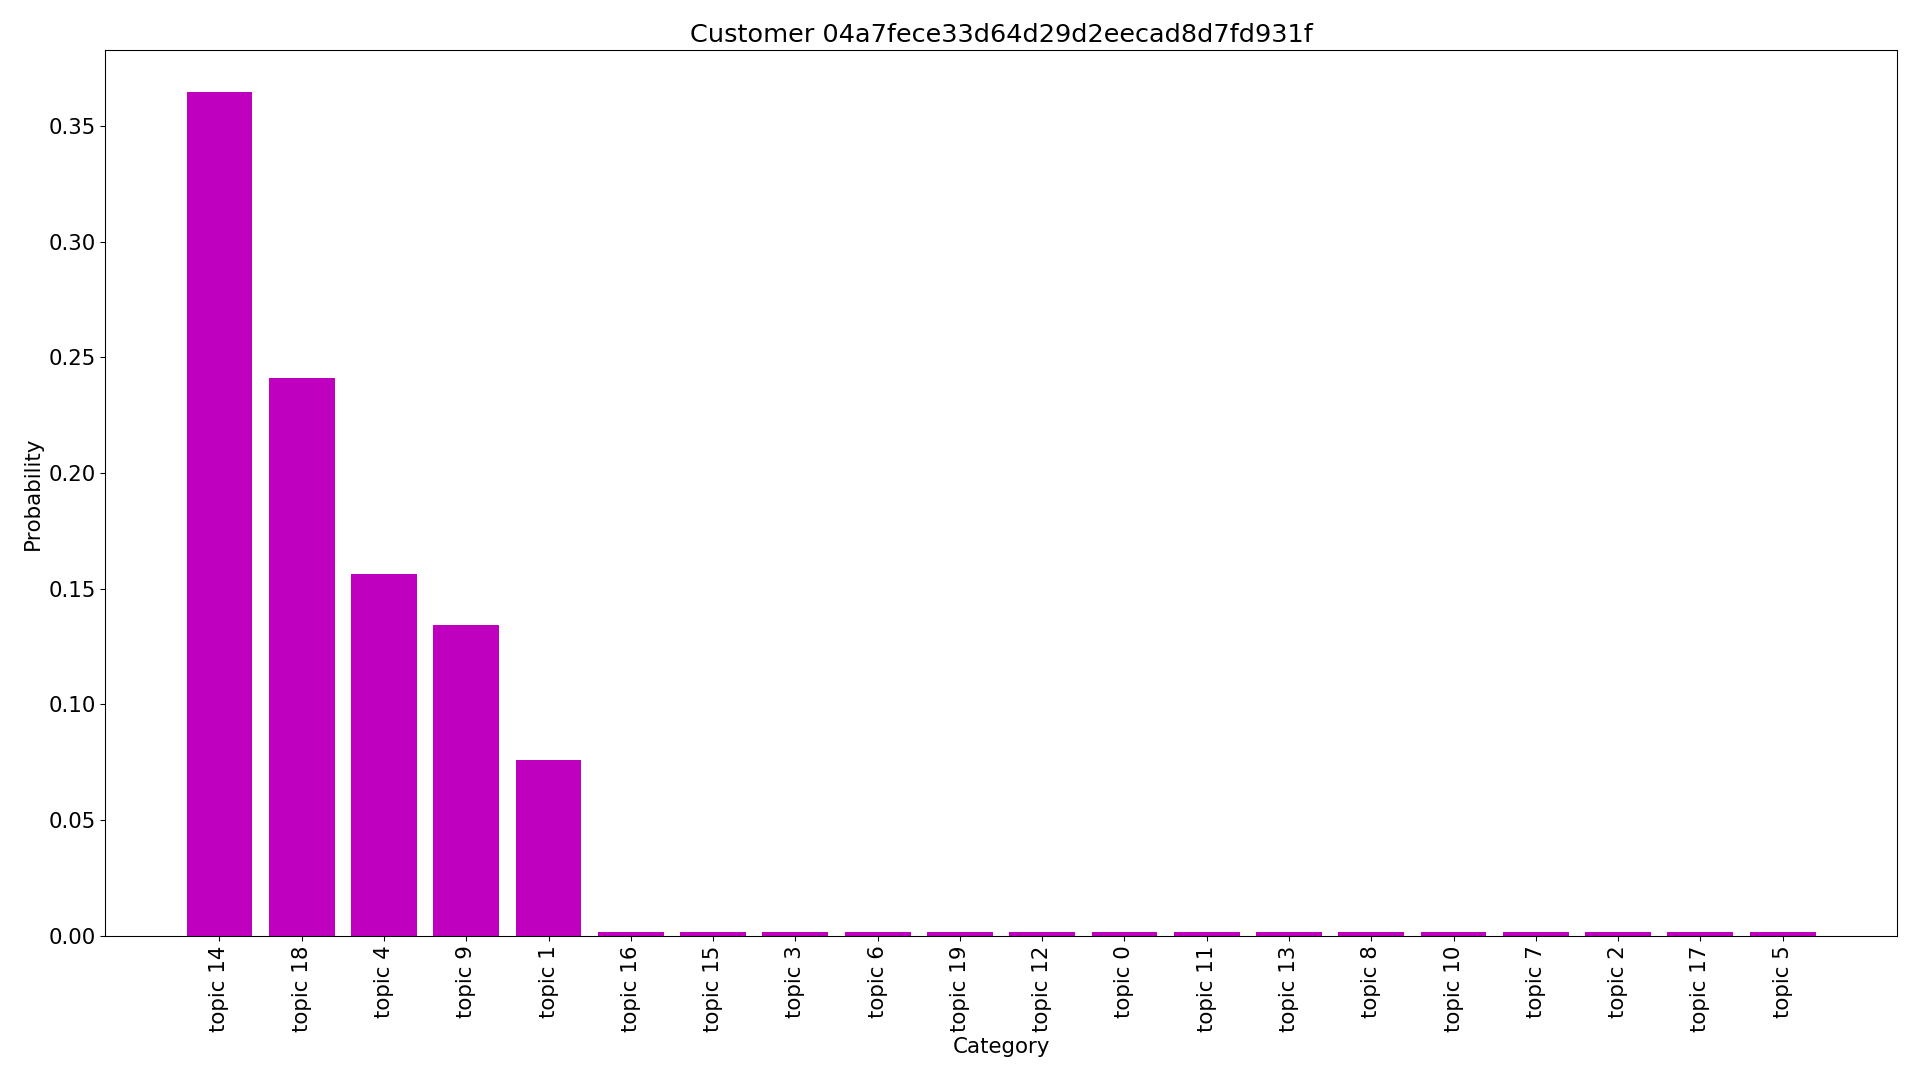 Customer 04a7fece33d64d29d2eecad8d7fd931f
Probability
0.35
0.30
0.25
0.20
0.15
0.10
0.05
0.00
topic 14
topic 18
topic 4
topic 9
topic 1
topic 16
topic 15
topic 3
topic 6
topic 19
topic 12
topic 0
topic 11
topic 13
topic 8
topic 10
topic 7
topic 2
topic 17
topic 5
Category